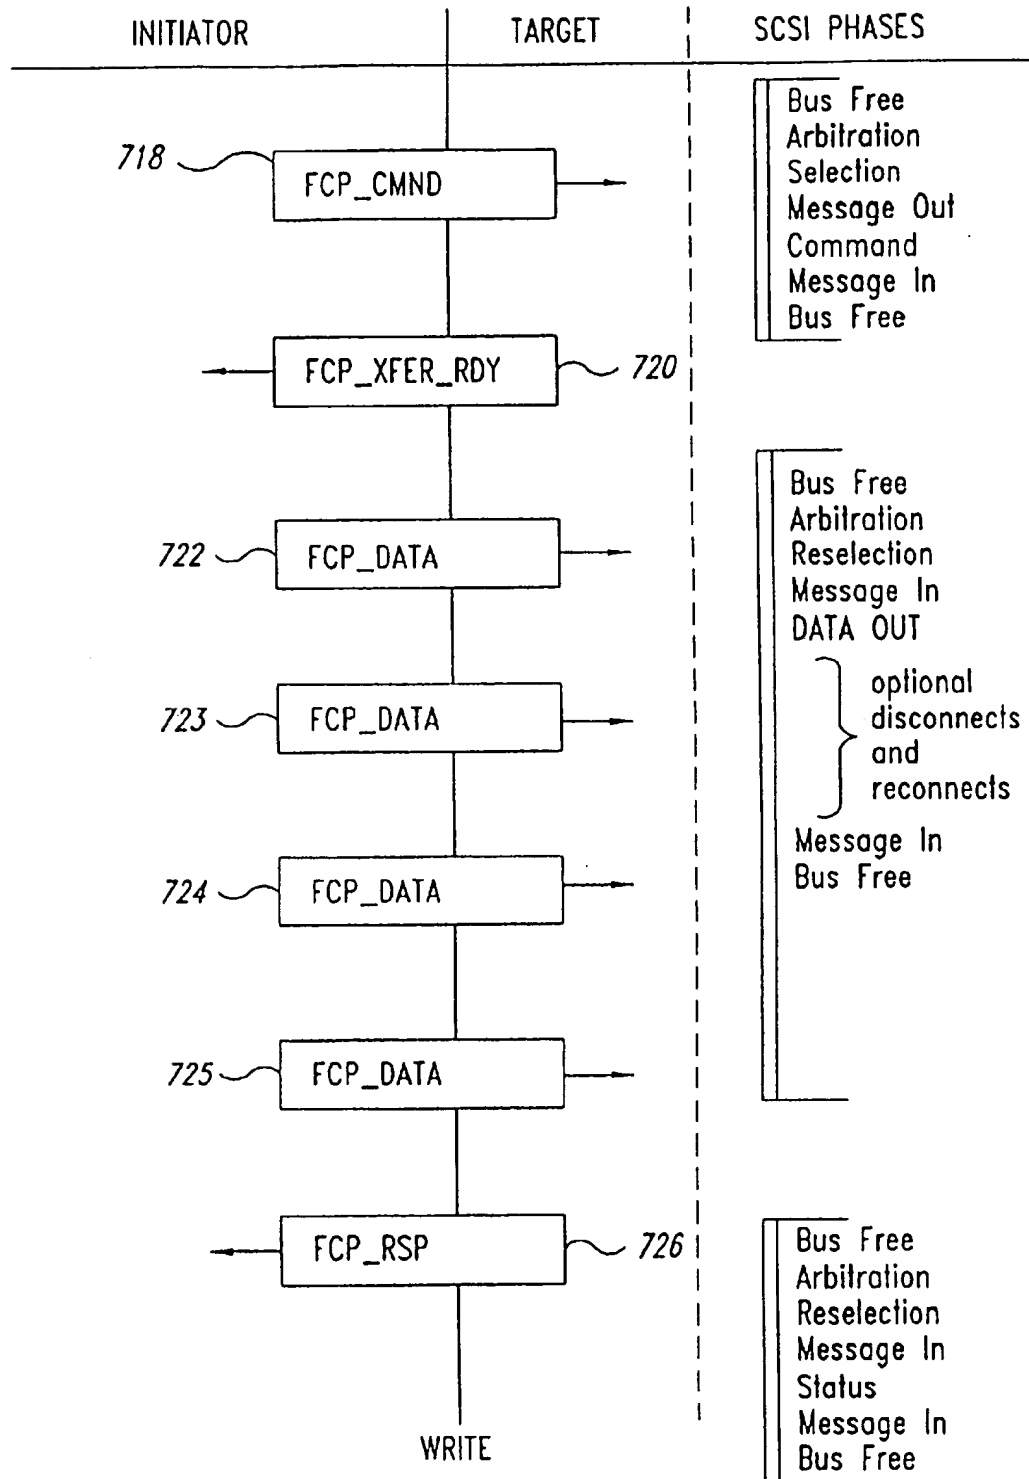 INITIATOR TARGET SCSI PHASES
718 FCP_CMND
Bus Free
Arbitration
Selection
Message Out
Command
Message In
Bus Free
FCP_XFER_RDY 720
722 FCP_DATA
723 FCP_DATA
724 FCP_DATA
725 FCP_DATA
Bus Free
Arbitration
Reselection
Message In
DATA OUT
optional
disconnects
and
reconnects
Message In
Bus Free
FCP_RSP 726
Bus Free
Arbitration
Reselection
Message In
Status
Message In
Bus Free
WRITE